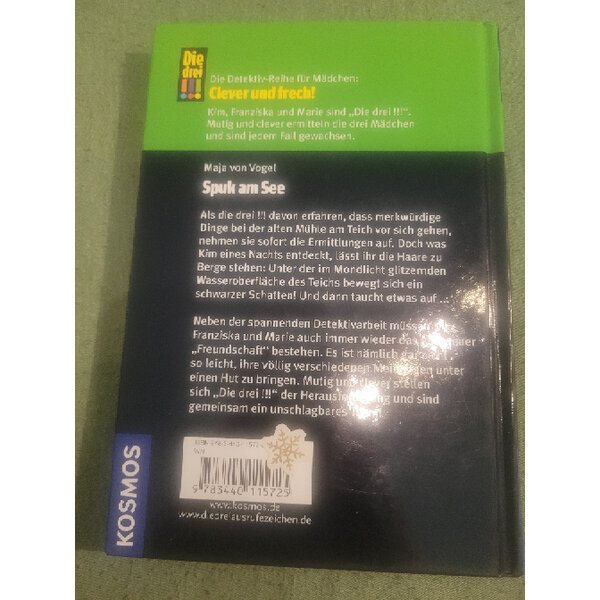 Die
drei
!!!
Die Detektiv-Reihe für Mädchen:
Clever und frech!
Kim, Franziska und Marie sind „Die drei !!!“.
Mutig und clever ermitteln die drei Mädchen
und sind jedem Fall gewachsen.
Maja von Vogel
Spuk am See
Als die drei !!! davon erfahren, dass merkwürdige
Dinge bei der alten Mühle am Teich vor sich gehen,
nehmen sie sofort die Ermittlungen auf. Doch was
Kim eines Nachts entdeckt, lässt ihr die Haare zu
Berge stehen: Unter der im Mondlicht glitzernden
Wasseroberfläche des Teichs bewegt sich ein
schwarzer Schatten! Und dann taucht etwas auf ...
Neben der spannenden Detektivarbeit müssen
Franziska und Marie auch immer wieder das
„Freundschaft“ bestehen. Es ist nämlich gar nicht
so leicht, ihre völlig verschiedenen Meinungen unter
einen Hut zu bringen. Mutig und clever stellen
sich „Die drei !!!“ der Herausforderung und sind
gemeinsam ein unschlagbares
ISBN
9 783440 115725
www.kosmos.de
www.diedreiausrufezeichen.de
KOSMOS